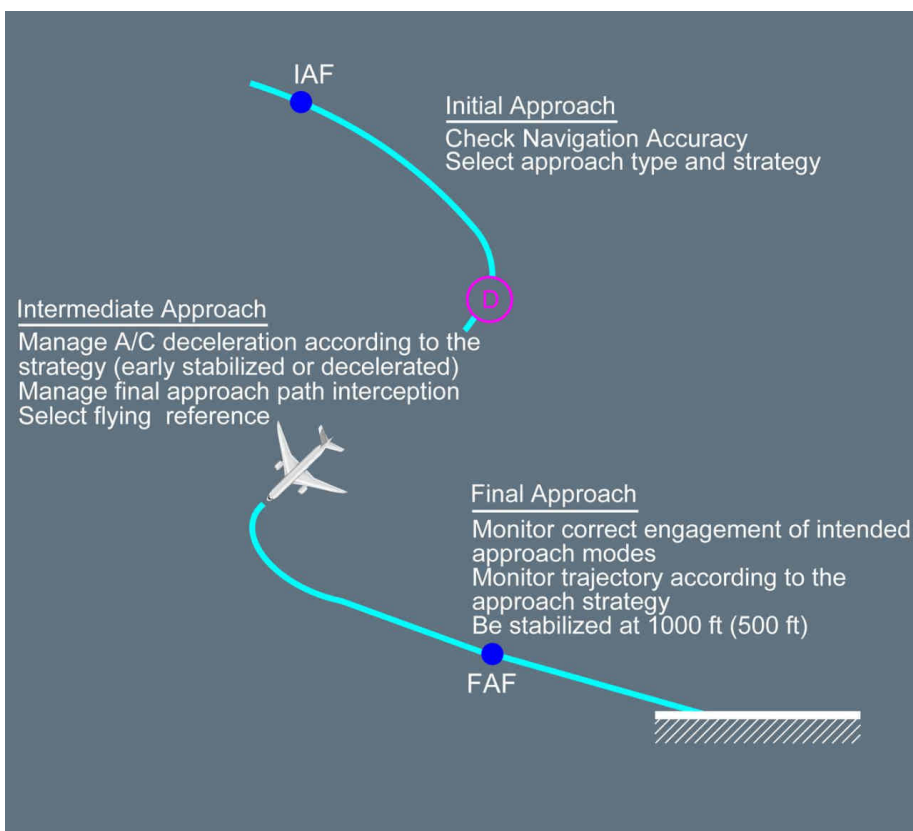 IAF
Initial Approach
Check Navigation Accuracy
Select approach type and strategy
D
Intermediate Approach
Manage A/C deceleration according to the
strategy (early stabilized or decelerated)
Manage final approach path interception
Select flying reference
Final Approach
Monitor correct engagement of intended
approach modes
Monitor trajectory according to the
approach strategy
Be stabilized at 1000 ft (500 ft)
FAF